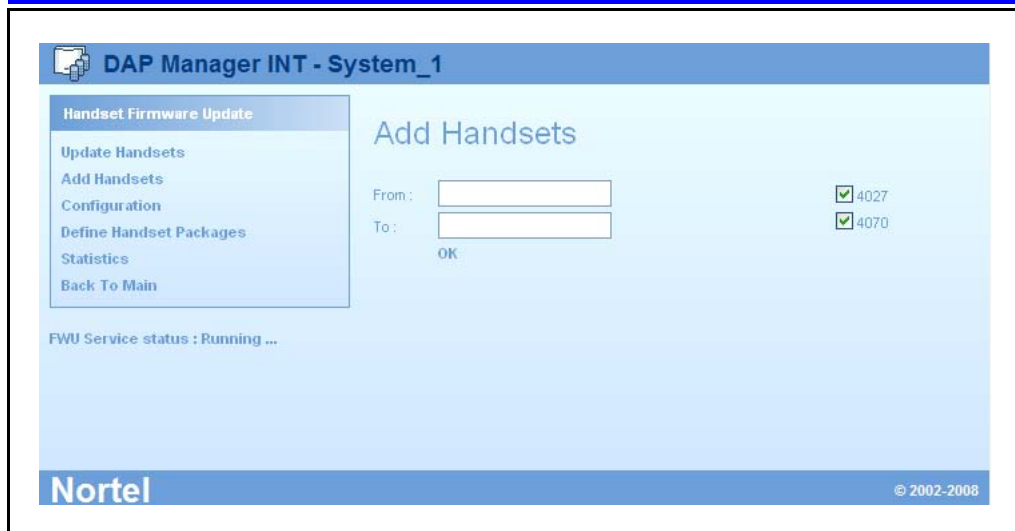 DAP Manager INT - System_1
Handset Firmware Update
Update Handsets
Add Handsets
Configuration
Define Handset Packages
Statistics
Back To Main
FWU Service status : Running ...
Add Handsets
From :
To :
OK
4027
4070
Nortel
© 2002-2008